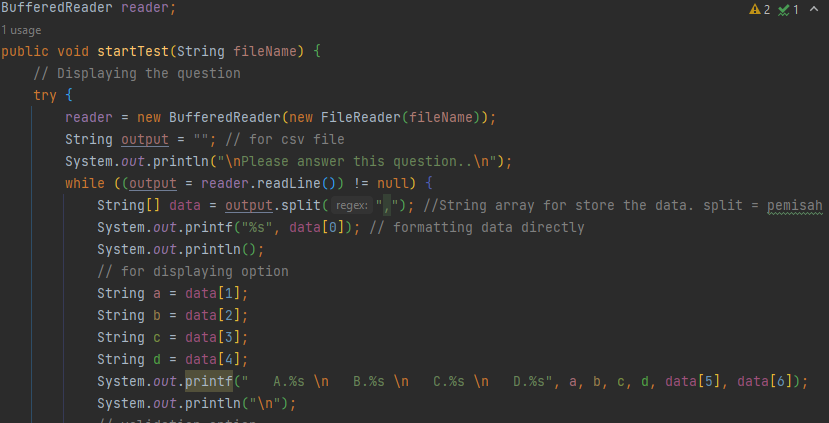 BufferedReader reader;
2 1
1 usage
public void startTest(String fileName) {
// Displaying the question
try {
reader = new BufferedReader(new FileReader(fileName));
String output = ""; // for csv file
System.out.println("\nPlease answer this question..\n");
while ((output = reader.readLine()) != null) {
String[] data = output.split( regex: ","); //String array for store the data. split = pemisah
System.out.printf("%s", data[0]); // formatting data directly
System.out.println();
// for displaying option
String a = data[1];
String b = data[2];
String c = data[3];
String d = data[4];
System.out.printf("   A.%s \n   B.%s \n   C.%s \n   D.%s", a, b, c, d, data[5], data[6]);
System.out.println("\n");